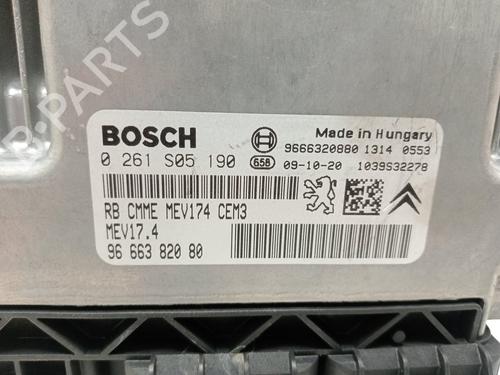 B-PARTS
BOSCH
Made in Hungary
0 261 S05 190
9666320880 1314 0553
658 09-10-20 1039S32278
RB CMME MEV174 CEM3
MEV17.4
96 663 820 80